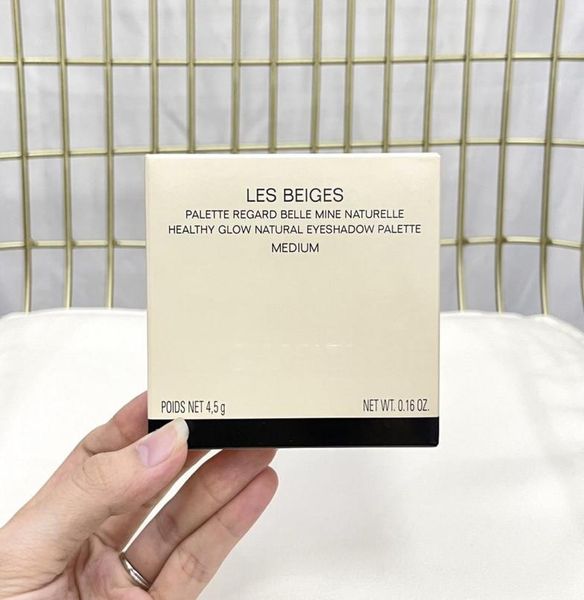 LES BEIGES
PALETTE REGARD BELLE MINE NATURELLE
HEALTHY GLOW NATURAL EYESHADOW PALETTE
MEDIUM
POIDS NET 4,5 g
NET WT. 0.16 OZ.